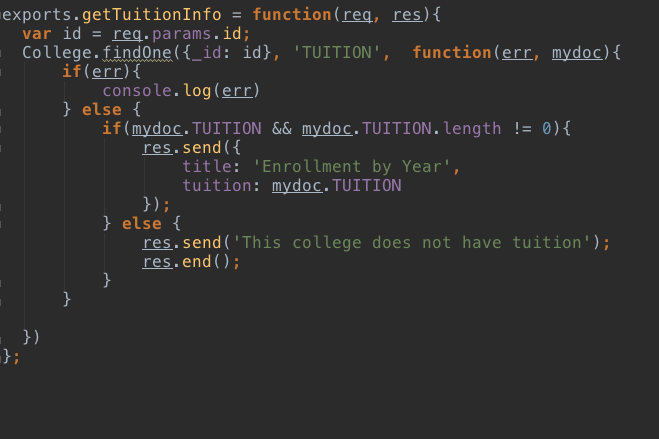 exports.getTuitionInfo = function(req, res){
  var id = req.params.id;
  College.findOne({_id: id}, 'TUITION',  function(err, mydoc){
      if(err){
          console.log(err)
      } else {
          if(mydoc.TUITION && mydoc.TUITION.length != 0){
              res.send({
                  title: 'Enrollment by Year',
                  tuition: mydoc.TUITION
              });
          } else {
              res.send('This college does not have tuition');
              res.end();
          }
      }
  })
};